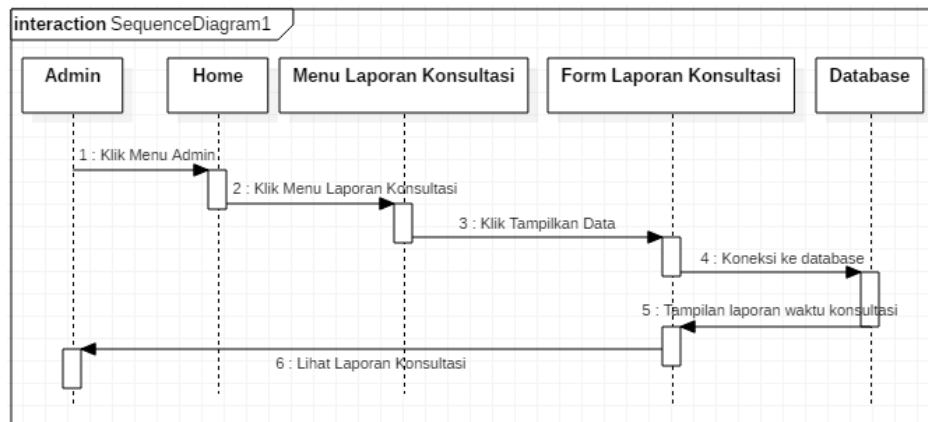 interaction SequenceDiagram1
Admin
Home
Menu Laporan Konsultasi
Form Laporan Konsultasi
Database
1 : Klik Menu Admin
2 : Klik Menu Laporan Konsultasi
3 : Klik Tampilkan Data
4 : Koneksi ke database
5 : Tampilan laporan waktu konsultasi
6 : Lihat Laporan Konsultasi